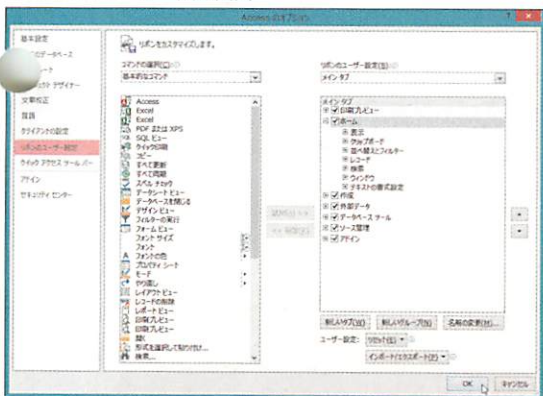 Access のオプション
基本設定
のデータベース
文章校正
言語
クライアントの設定
リボンのユーザー設定
クイック アクセス ツール バー
アドイン
セキュリティ センター
リボンをカスタマイズします。
コマンドの選択(C):
基本的なコマンド
Access
Excel
Excel
PDF または XPS
SQL ビュー
クイック印刷
コピー
すべて更新
すべて同期
スペル チェック
データシート ビュー
データベースを閉じる
デザイン ビュー
フィルターの実行
フォーム ビュー
フォント サイズ
フォント
フォントの色
プロパティ シート
モード
やり直し
レイアウト ビュー
レコードの削除
レポート ビュー
印刷プレビュー
印刷プレビュー
開く
形式を選択して貼り付け...
検索...
リボンのユーザー設定(B):
メイン タブ
メイン タブ
印刷プレビュー
ホーム
表示
クリップボード
並べ替えとフィルター
レコード
検索
ウィンドウ
テキストの書式設定
作成
外部データ
データベース ツール
ソース管理
アドイン
新しいタブ(W)
新しいグループ(N)
名前の変更(M)...
ユーザー設定:
リセット(E)
インポート/エクスポート(P)
OK
キャンセル